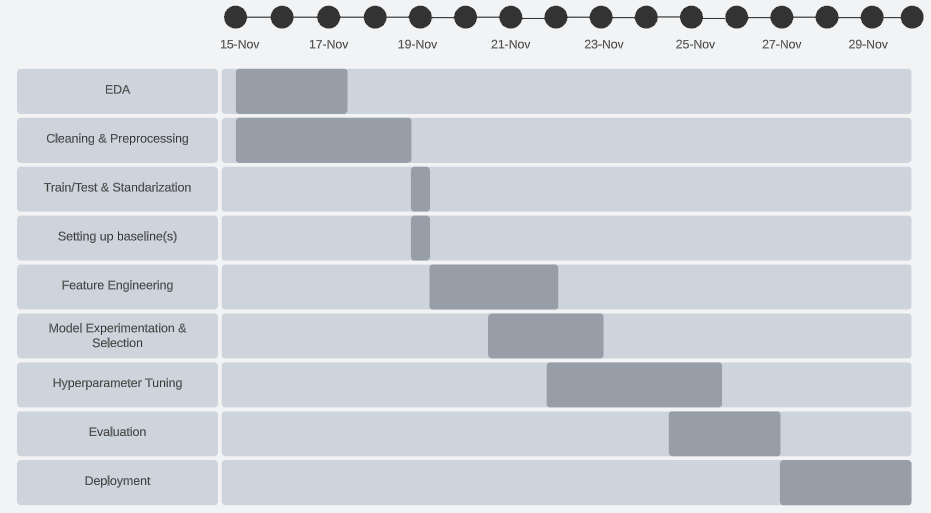 15-Nov 17-Nov 19-Nov 21-Nov 23-Nov 25-Nov 27-Nov 29-Nov
EDA
Cleaning & Preprocessing
Train/Test & Standarization
Setting up baseline(s)
Feature Engineering
Model Experimentation &
Selection
Hyperparameter Tuning
Evaluation
Deployment